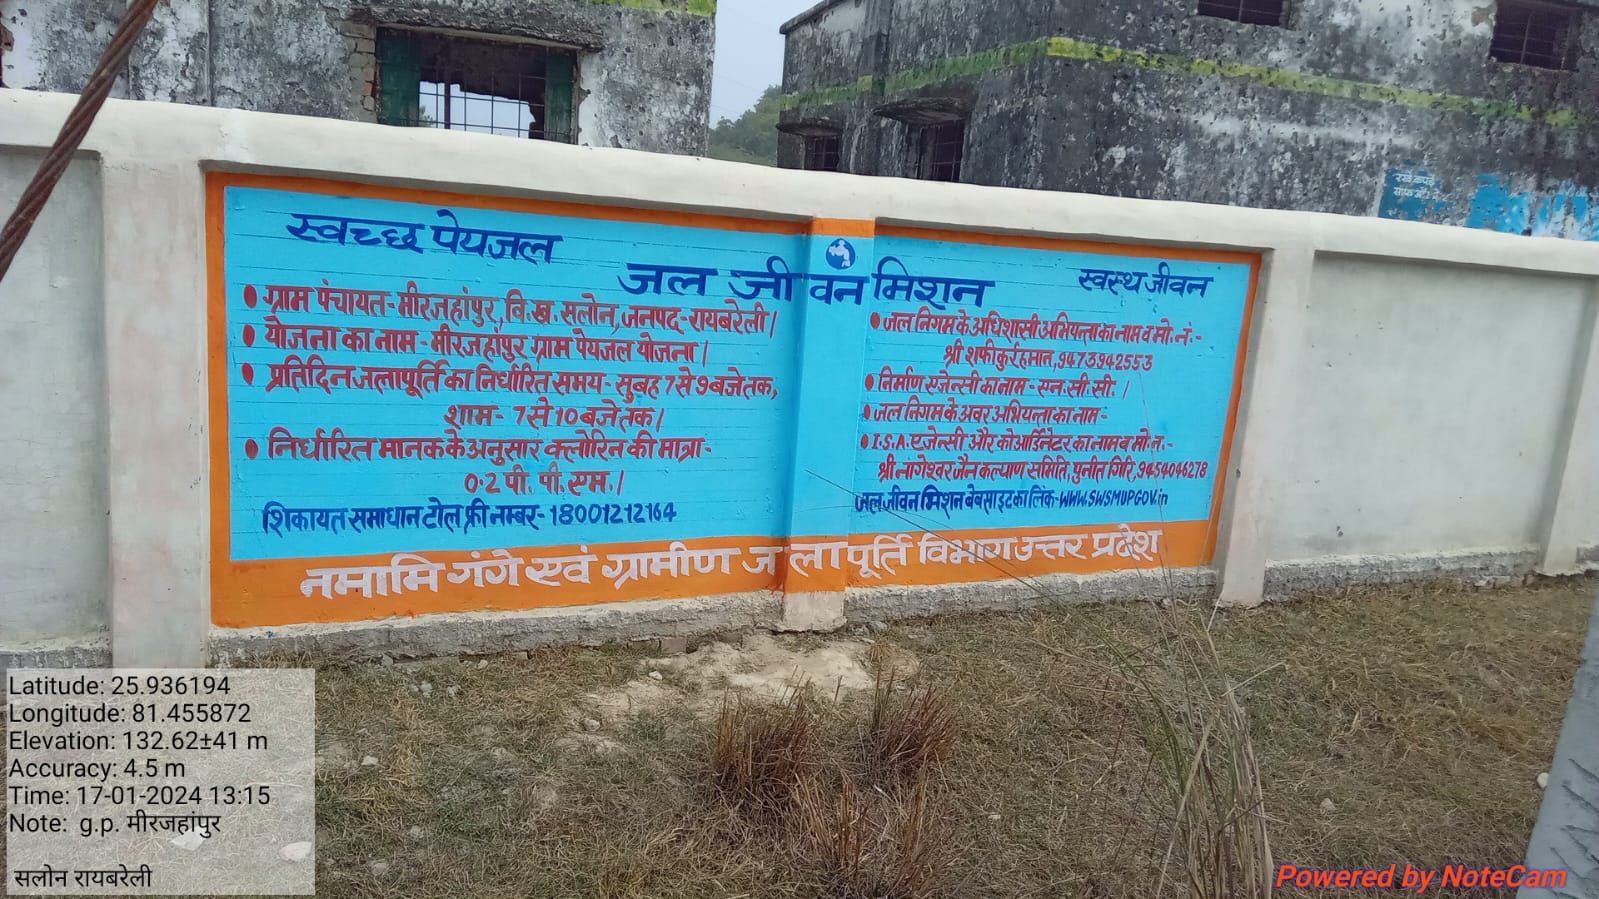 स्वच्छ पेयजल
जल जीवन मिशन
स्वस्थ जीवन
• ग्राम पंचायत-मीरजहांपुर, वि.ख. सलोन, जनपद-रायबरेली।
• योजना का नाम-मीरजहांपुर ग्राम पेयजल योजना।
• प्रतिदिन जलापूर्ति का निर्धारित समय- सुबह 7 से 9 बजे तक,
शाम- 7 से 10 बजे तक।
• निर्धारित मानक के अनुसार क्लोरिन की मात्रा-
0.2 पी. पी. एम.।
शिकायत समाधान टोल फ्री नम्बर- 18001212164
• जल निगम के अधिशासी अभियन्ता का नाम व मो. नं.-
श्री शफीकुर्रहमान, 9473942553
• निर्माण एजेन्सी का नाम - एन. सी. सी. ।
• जल निगम के अवर अभियन्ता का नाम-
• I.S.A. एजेन्सी और कोआर्डिनेटर का नाम व मो. न.-
श्री नागेश्वर जैन कल्याण समिति, पुनीत गिरि, 9454046278
जल जीवन मिशन बेबसाइट का लिंक- WWW.SWSMUPGOV.in
नमामि गंगे एवं ग्रामीण जलापूर्ति विभाग उत्तर प्रदेश
Latitude: 25.936194
Longitude: 81.455872
Elevation: 132.62±41 m
Accuracy: 4.5 m
Time: 17-01-2024 13:15
Note: g.p. मीरजहांपुर
सलोन रायबरेली
Powered by NoteCam